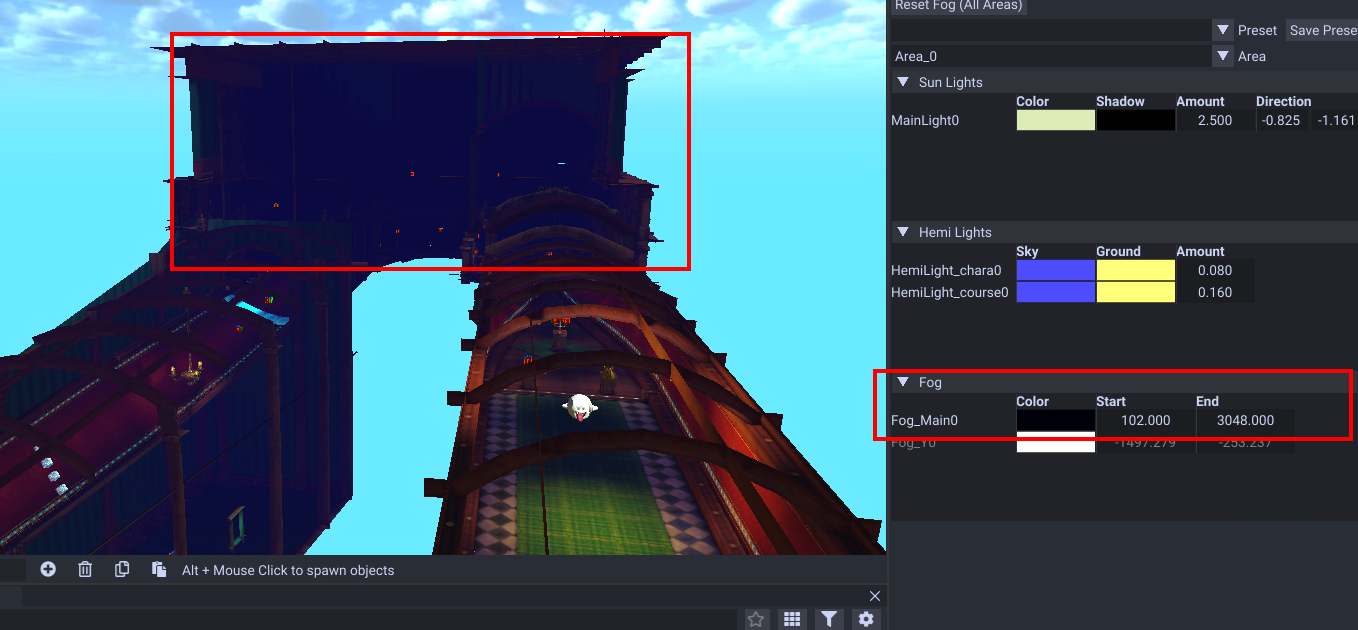 Reset Fog (All Areas)
Preset
Save Prese
Area_0
Area
Sun Lights
Color Shadow Amount Direction
MainLight0 2.500 -0.825 -1.161
Hemi Lights
Sky Ground Amount
HemiLight_chara0 0.080
HemiLight_course0 0.160
Fog
Color Start End
Fog_Main0 102.000 3048.000
Fog_Y0 -1497.279 -253.237
Alt + Mouse Click to spawn objects